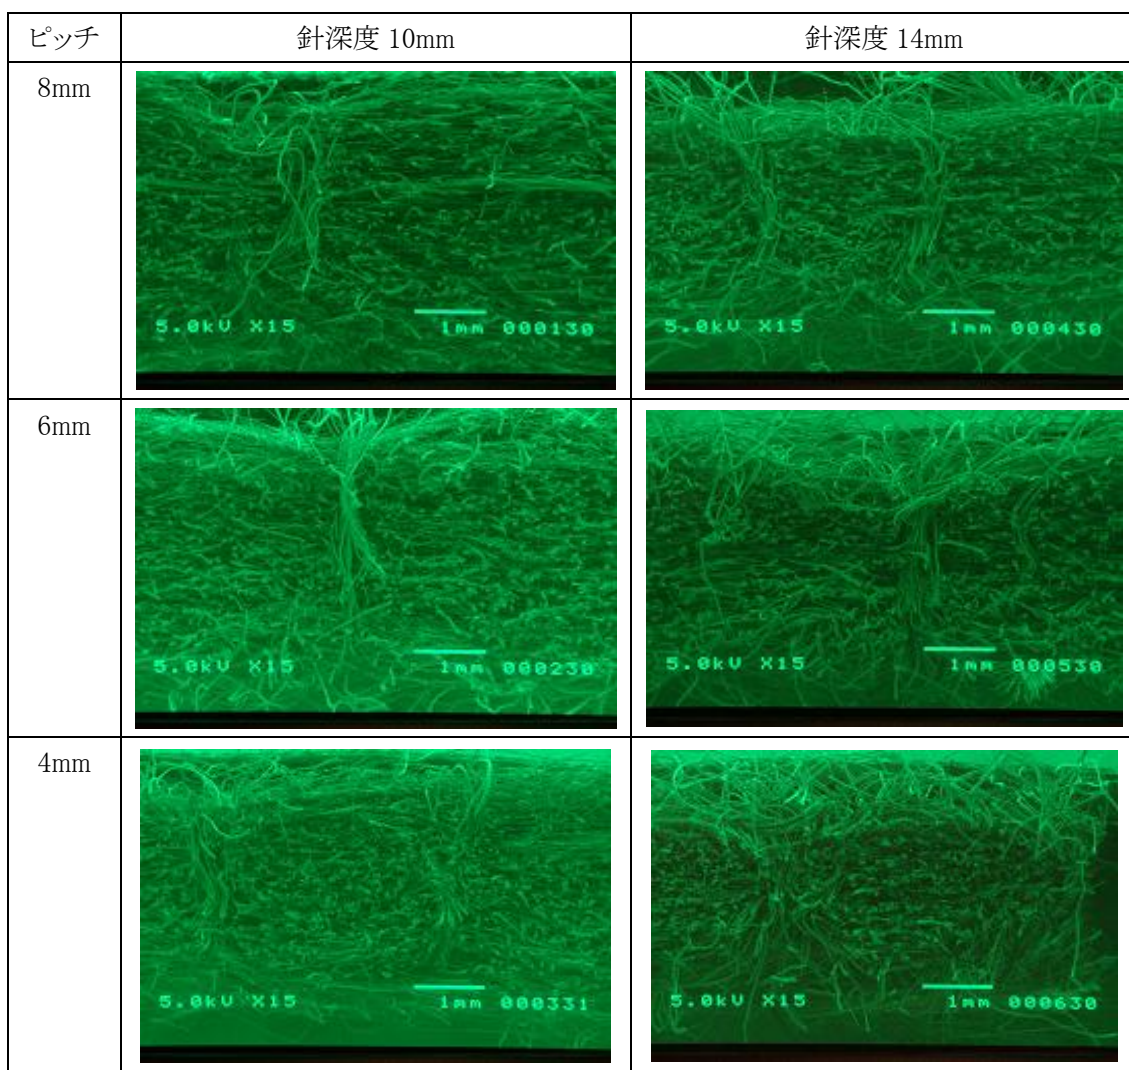 ピッチ 針深度 10mm 針深度 14mm
8mm
5.0kV X15 1mm 000130
5.0kV X15 1mm 000430
6mm
5.0kV X15 1mm 000230
5.0kV X15 1mm 000530
4mm
5.0kV X15 1mm 000331
5.0kV X15 1mm 000630